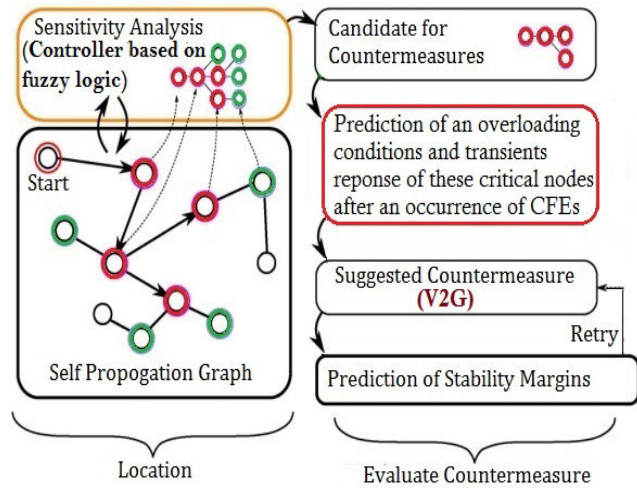 Sensitivity Analysis
(Controller based on
fuzzy logic)
Start
Self Propogation Graph
Location
Candidate for
Countermeasures
Prediction of an overloading
conditions and transients
reponse of these critical nodes
after an occurrence of CFEs
Suggested Countermeasure
(V2G)
Retry
Prediction of Stability Margins
Evaluate Countermeasure